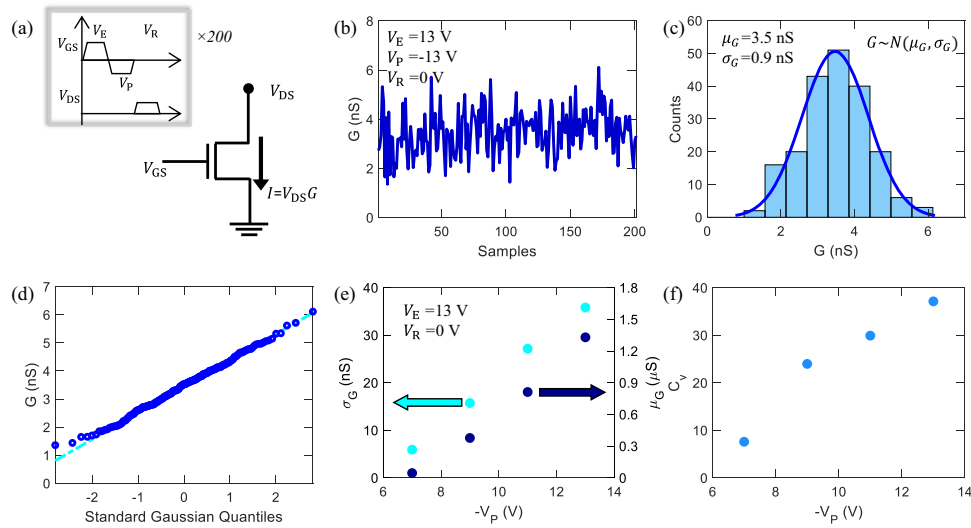 (a)
V_GS
V_E
V_R
×200
V_P
V_DS
V_DS
V_GS
I=V_DSG
(b)
8
6
4
2
0
G (nS)
V_E =13 V
V_P =-13 V
V_R =0 V
50 100 150 200
Samples
(c)
60
50
40
30
20
10
0
Counts
μ_G =3.5 nS
σ_G =0.9 nS
G~N(μ_G, σ_G)
0 2 4 6
G (nS)
(d)
7
6
5
4
3
2
1
0
G (nS)
-2 -1 0 1 2
Standard Gaussian Quantiles
(e)
40
30
20
10
0
σ_G (nS)
V_E =13 V
V_R =0 V
1.8
1.5
1.2
0.9
0.6
0.3
0
μ_G (μS)
6 8 10 12 14
-V_P (V)
(f)
40
30
20
10
0
C_v
6 8 10 12 14
-V_P (V)